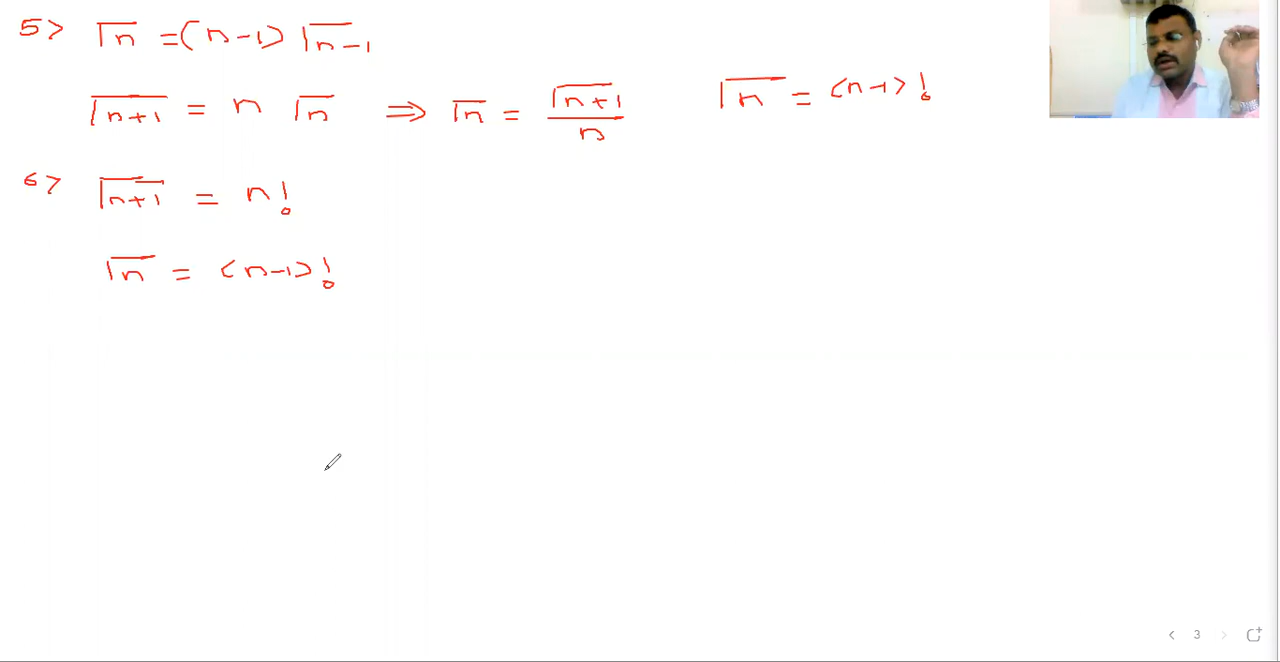 5> Γn = (n-1) Γn-1
Γn+1 = n Γn ⇒ Γn = Γn+1 / n Γn = (n-1)!
6> Γn+1 = n!
Γn = (n-1)!
< 3 >